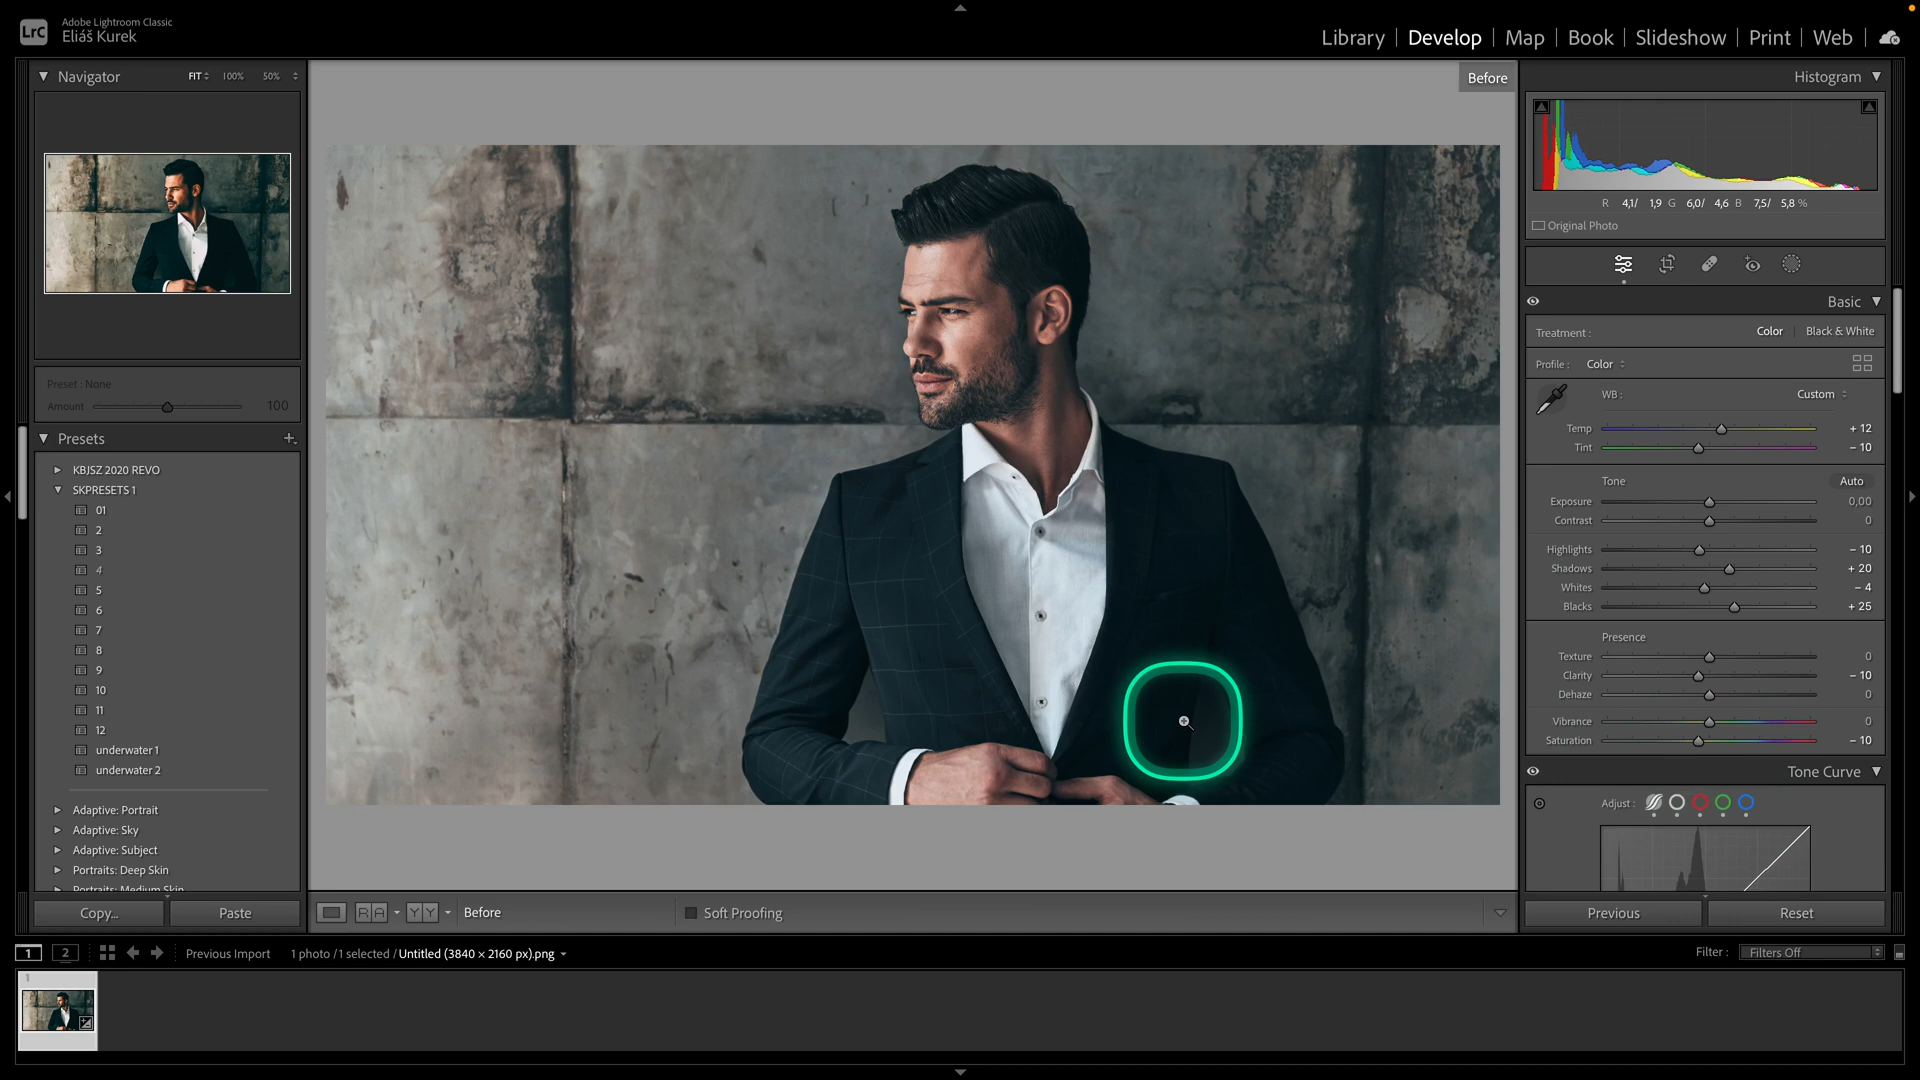 LrC
Adobe Lightroom Classic
Eliáš Kurek
Library | Develop | Map | Book | Slideshow | Print | Web
Navigator FIT 100% 50%
Preset : None
Amount 100
Presets +
KBJSZ 2020 REVO
SKPRESETS 1
01
2
3
4
5
6
7
8
9
10
11
12
underwater 1
underwater 2
Adaptive: Portrait
Adaptive: Sky
Adaptive: Subject
Portraits: Deep Skin
Portraits: Medium Skin
Copy... Paste
Before
R A Y Y Before Soft Proofing
Histogram
R 4,1/ 1,9 G 6,0/ 4,6 B 7,5/ 5,8 %
Original Photo
Basic
Treatment : Color | Black & White
Profile : Color
WB : Custom
Temp + 12
Tint – 10
Tone Auto
Exposure 0,00
Contrast 0
Highlights – 10
Shadows + 20
Whites – 4
Blacks + 25
Presence
Texture 0
Clarity – 10
Dehaze 0
Vibrance 0
Saturation – 10
Tone Curve
Adjust :
Previous Reset
1 2 Previous Import 1 photo / 1 selected / Untitled (3840 × 2160 px).png Filter : Filters Off
1